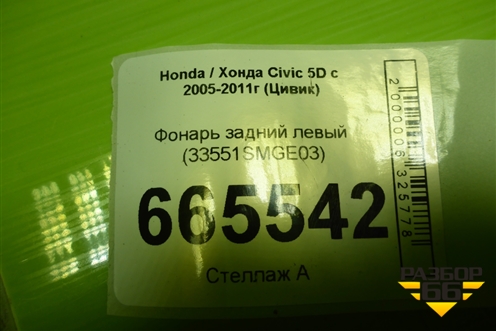 Honda / Хонда Civic 5D с
2005-2011г (Цивик)
Фонарь задний левый
(33551SMGE03)
665542
Стеллаж А
2000006325778
РАЗБОР
66